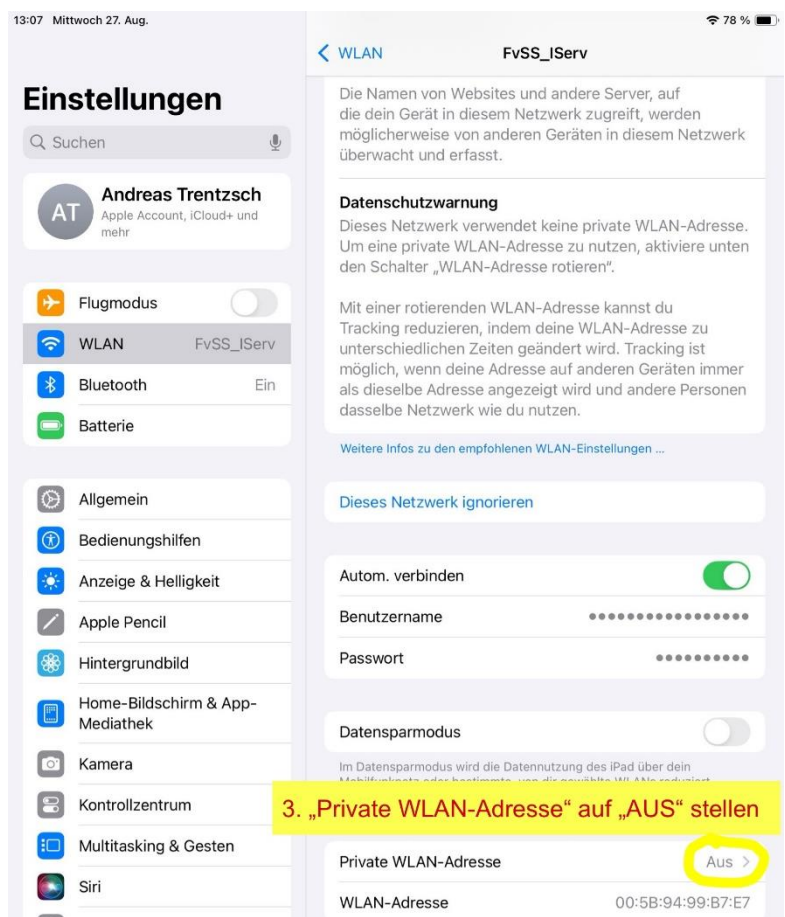 13:07 Mittwoch 27. Aug.
78 %
Einstellungen
Suchen
AT
Andreas Trentzsch
Apple Account, iCloud+ und
mehr
Flugmodus
WLAN FvSS_IServ
Bluetooth Ein
Batterie
Allgemein
Bedienungshilfen
Anzeige & Helligkeit
Apple Pencil
Hintergrundbild
Home-Bildschirm & App-
Mediathek
Kamera
Kontrollzentrum
Multitasking & Gesten
Siri
WLAN FvSS_IServ
Die Namen von Websites und andere Server, auf
die dein Gerät in diesem Netzwerk zugreift, werden
möglicherweise von anderen Geräten in diesem Netzwerk
überwacht und erfasst.
Datenschutzwarnung
Dieses Netzwerk verwendet keine private WLAN-Adresse.
Um eine private WLAN-Adresse zu nutzen, aktiviere unten
den Schalter „WLAN-Adresse rotieren“.
Mit einer rotierenden WLAN-Adresse kannst du
Tracking reduzieren, indem deine WLAN-Adresse zu
unterschiedlichen Zeiten geändert wird. Tracking ist
möglich, wenn deine Adresse auf anderen Geräten immer
als dieselbe Adresse angezeigt wird und andere Personen
dasselbe Netzwerk wie du nutzen.
Weitere Infos zu den empfohlenen WLAN-Einstellungen ...
Dieses Netzwerk ignorieren
Autom. verbinden
Benutzername •••••••••••••••••
Passwort ••••••••••
Datensparmodus
Im Datensparmodus wird die Datennutzung des iPad über dein
Mobilfunknetz oder bestimmte, von dir gewählte WLANs reduziert.
3. „Private WLAN-Adresse“ auf „AUS“ stellen
Private WLAN-Adresse Aus
WLAN-Adresse 00:5B:94:99:B7:E7